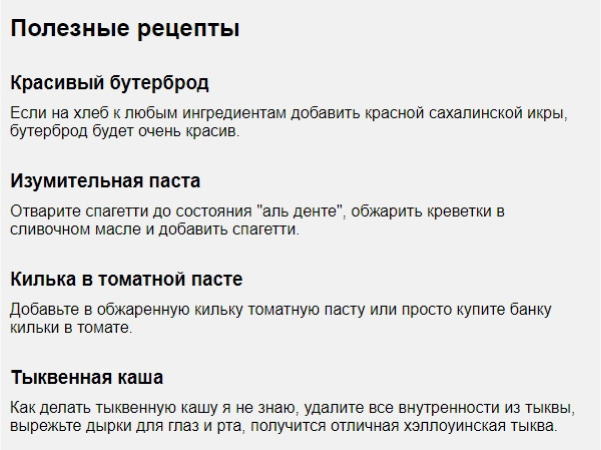 Полезные рецепты
Красивый бутерброд
Если на хлеб к любым ингредиентам добавить красной сахалинской икры,
бутерброд будет очень красив.
Изумительная паста
Отварите спагетти до состояния "аль денте", обжарить креветки в
сливочном масле и добавить спагетти.
Килька в томатной пасте
Добавьте в обжаренную кильку томатную пасту или просто купите банку
кильки в томате.
Тыквенная каша
Как делать тыквенную кашу я не знаю, удалите все внутренности из тыквы,
вырежьте дырки для глаз и рта, получится отличная хэллоуинская тыква.